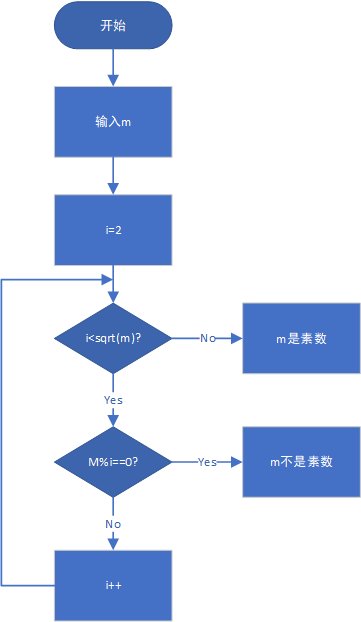 开始
输入m
i=2
i<sqrt(m)?
No
m是素数
Yes
M%i==0?
Yes
m不是素数
No
i++